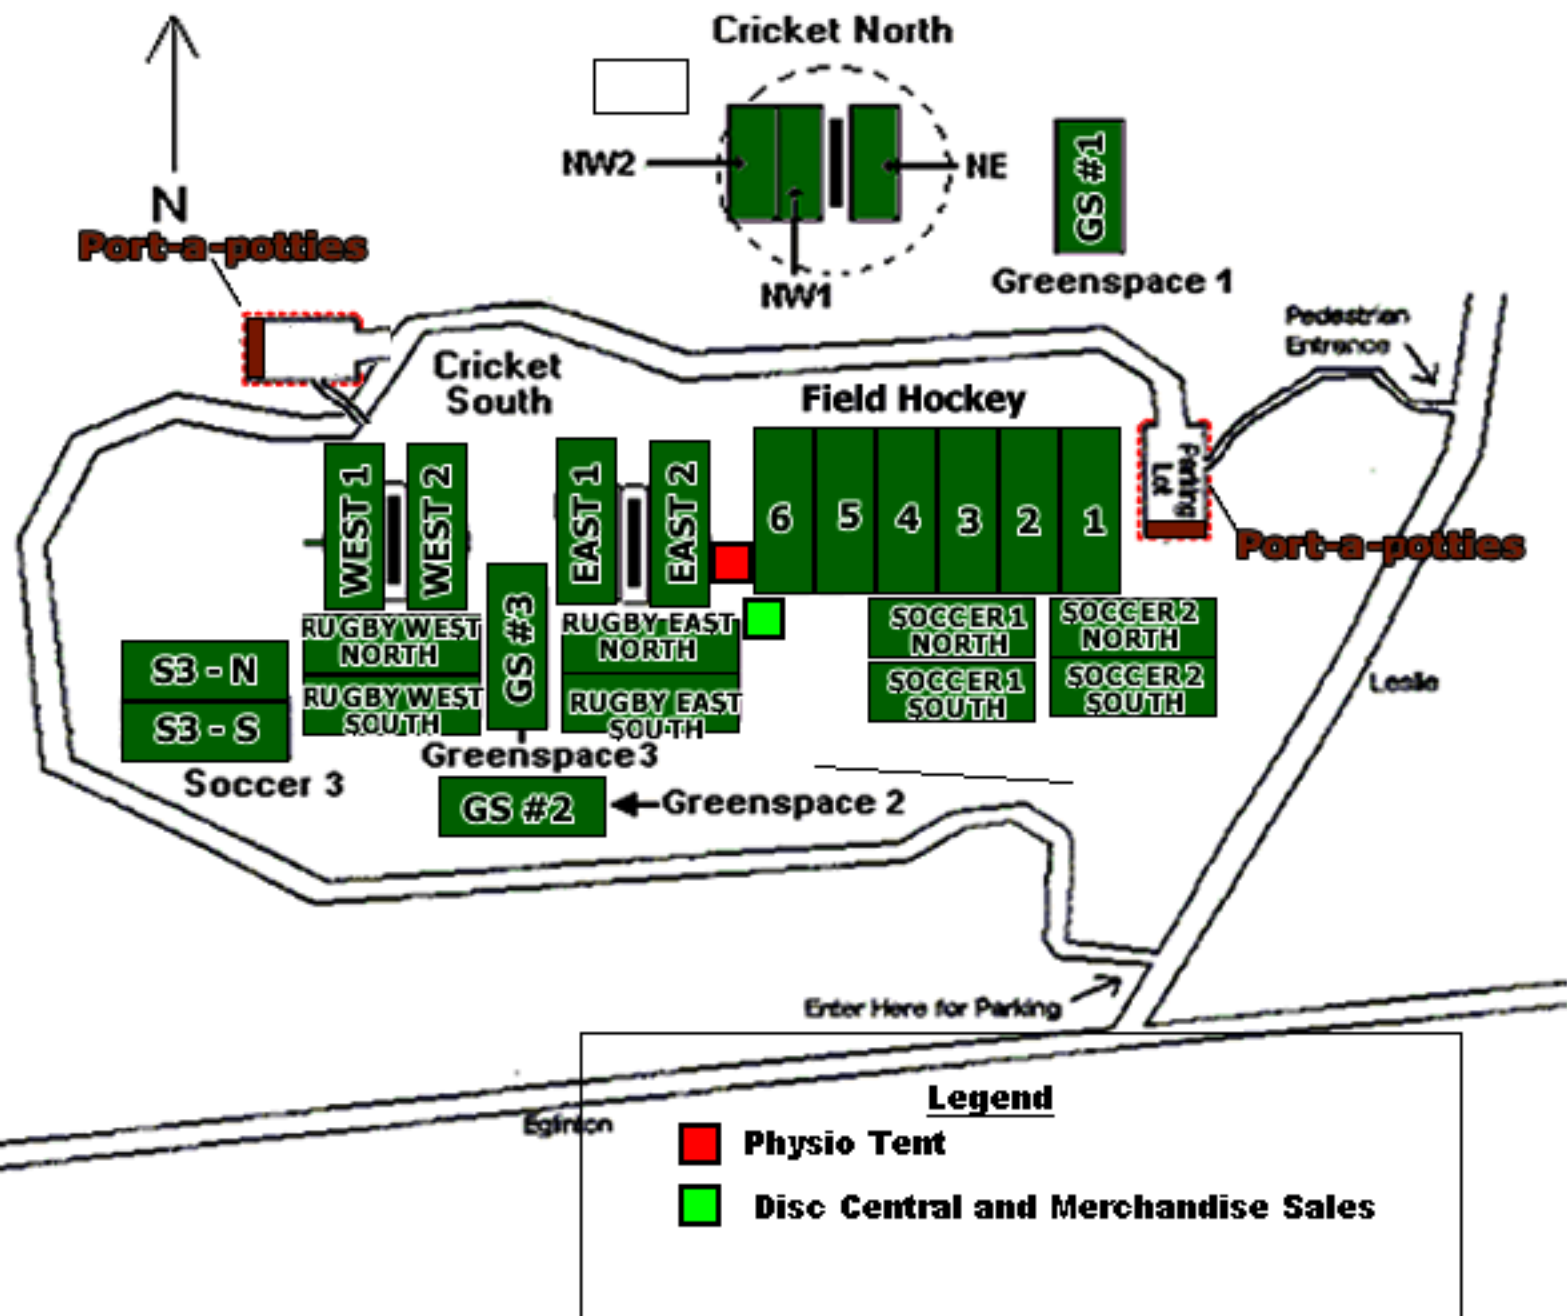 Cricket North
NW2
NE
NW1
GS #1
Greenspace 1
N
Port-a-potties
Pedestrian
Entrance
Cricket
South
Field Hockey
WEST 1
WEST 2
EAST 1
EAST 2
6
5
4
3
2
1
Parking
Lot
Port-a-potties
RUGBY WEST
NORTH
RUGBY WEST
SOUTH
GS #3
RUGBY EAST
NORTH
RUGBY EAST
SOUTH
SOCCER 1
NORTH
SOCCER 1
SOUTH
SOCCER 2
NORTH
SOCCER 2
SOUTH
S3 - N
S3 - S
Soccer 3
Greenspace 3
GS #2
Greenspace 2
Leslie
Enter Here for Parking
Eglinton
Legend
Physio Tent
Disc Central and Merchandise Sales